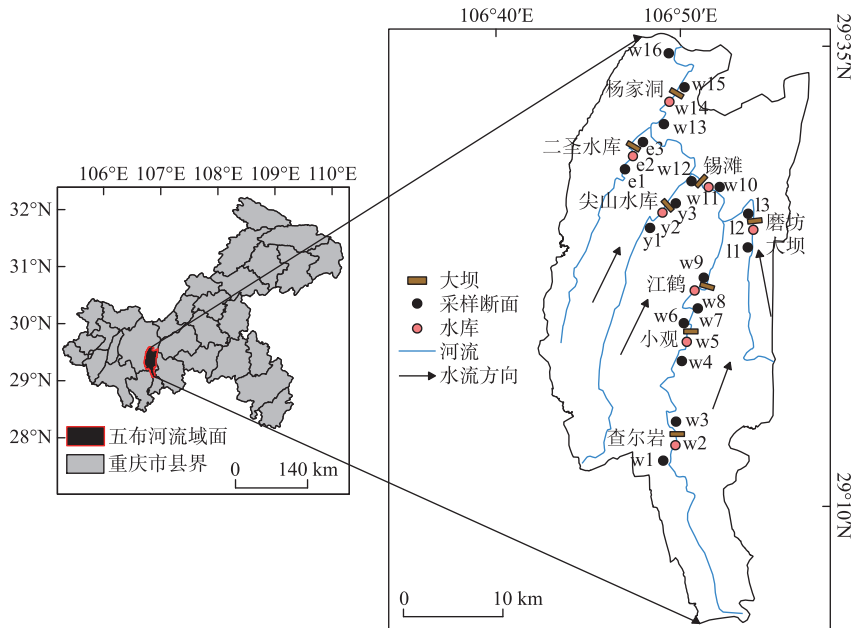 106°40′E
106°50′E
29°35′N
w16
w15
杨家洞
w14
w13
二圣水库
e3
e2
e1
w12
锡滩
w10
w11
尖山水库
y3
y2
y1
l3
磨坊
大坝
l2
l1
w9
江鹤
w8
w7
w6
小观
w5
w4
w3
查尔岩
w2
w1
29°10′N
大坝
采样断面
水库
河流
水流方向
0
10 km
106°E
107°E
108°E
109°E
110°E
32°N
31°N
30°N
29°N
28°N
五布河流域面
重庆市县界
0
140 km